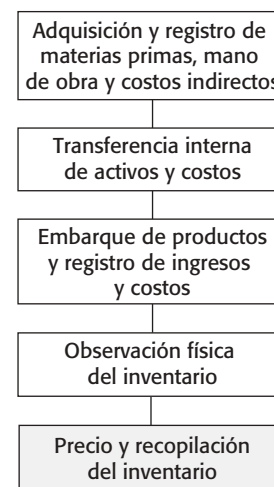 Adquisición y registro de
materias primas, mano
de obra y costos indirectos
Transferencia interna
de activos y costos
Embarque de productos
y registro de ingresos
y costos
Observación física
del inventario
Precio y recopilación
del inventario